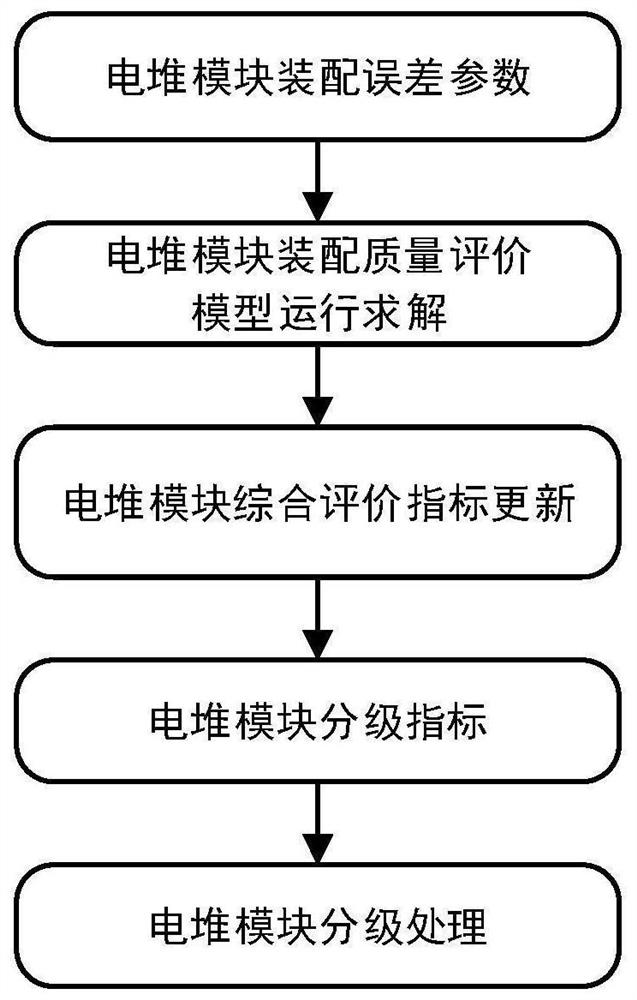 电堆模块装配误差参数
电堆模块装配质量评价
模型运行求解
电堆模块综合评价指标更新
电堆模块分级指标
电堆模块分级处理